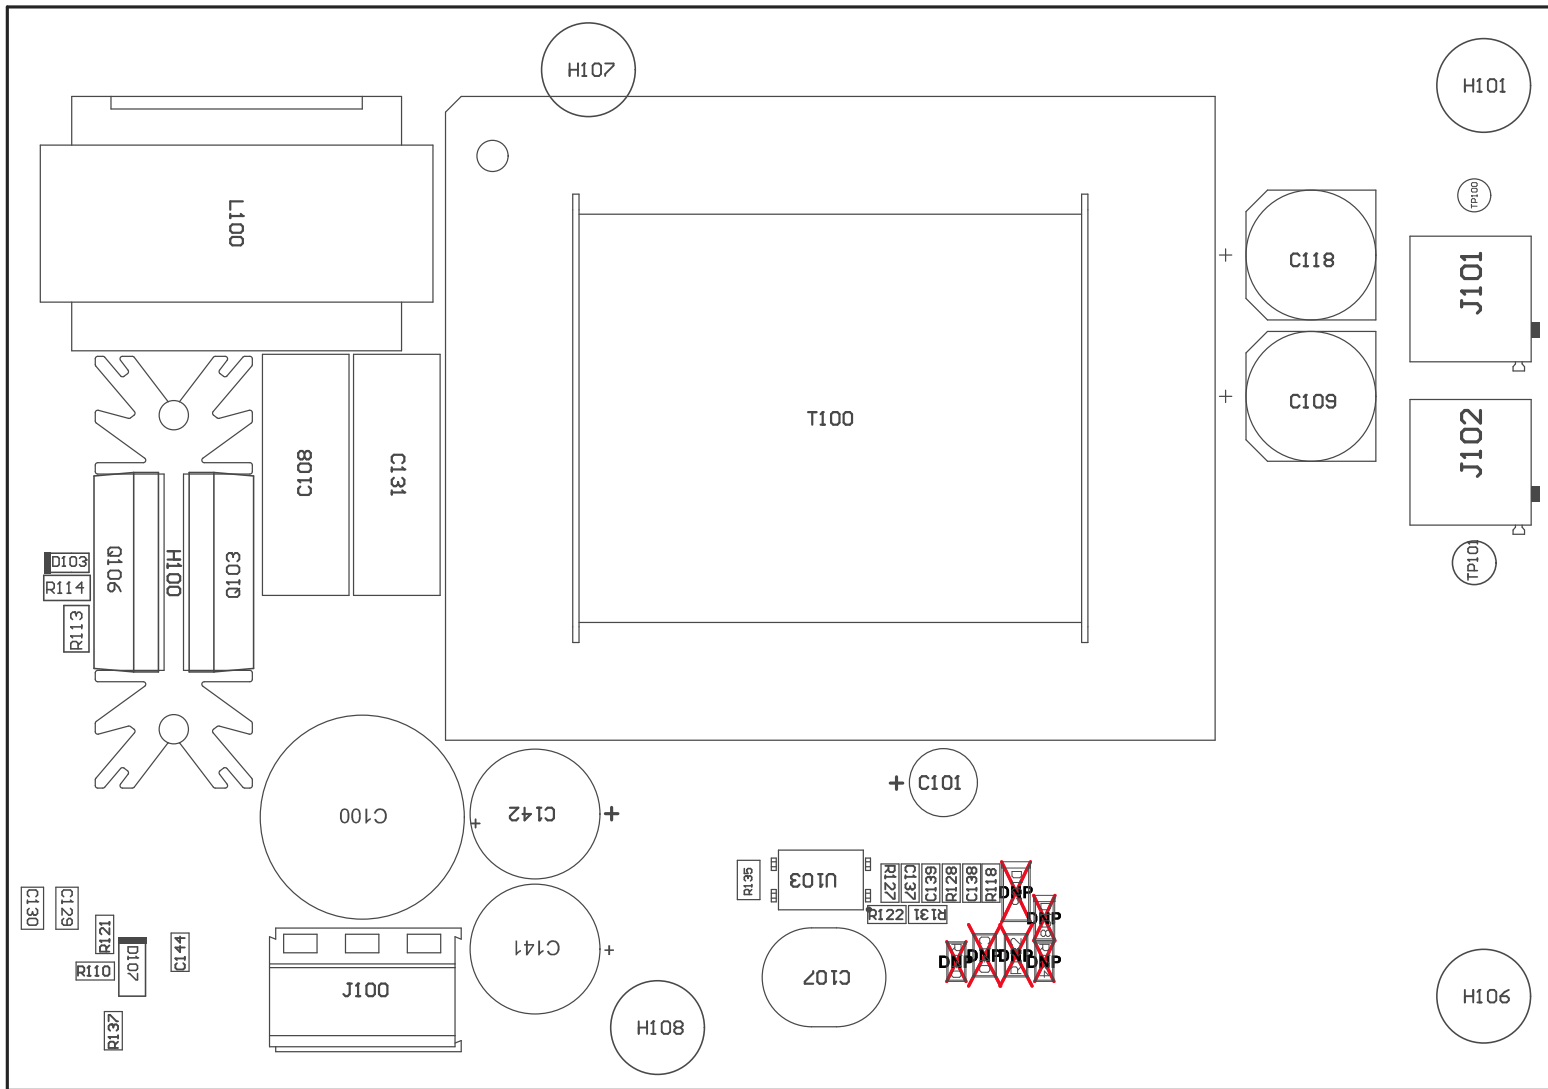 H107
H101
TP100
L100
C118
J101
C109
T100
J102
C108
C131
TP101
D103
R114
R113
Q106
H100
Q103
C100
C142
+
+
C101
U103
R135
R127
C137
C139
R128
C138
R118
DNP
DNP
R122
R131
C130
C129
R121
D107
C144
R110
R137
J100
C141
C107
DNP
DNP
DNP
DNP
H108
H106